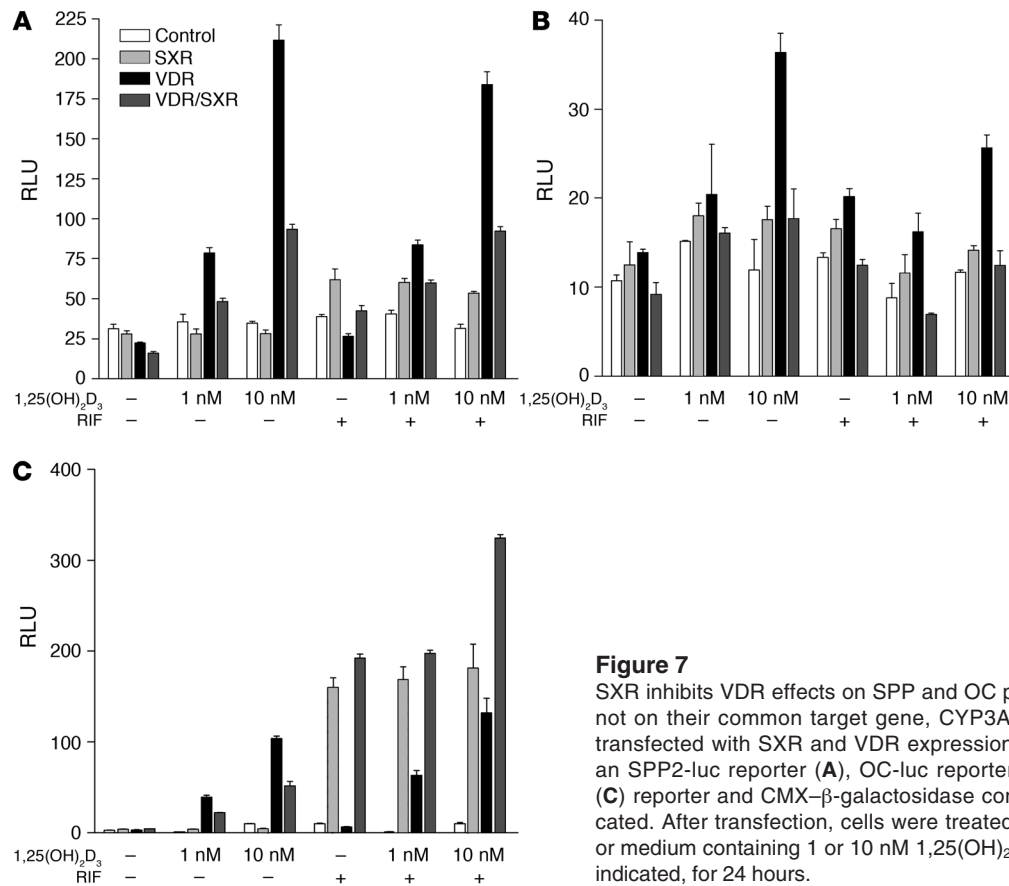 A
225
200
175
150
125
100
75
50
25
0
RLU
Control
SXR
VDR
VDR/SXR
1,25(OH)₂D₃ – 1 nM 10 nM – 1 nM 10 nM
RIF – – – + + +
B
40
30
20
10
0
RLU
1,25(OH)₂D₃ – 1 nM 10 nM – 1 nM 10 nM
RIF – – – + + +
C
400
300
200
100
0
RLU
1,25(OH)₂D₃ – 1 nM 10 nM – 1 nM 10 nM
RIF – – – + + +
Figure 7
SXR inhibits VDR effects on SPP and OC p
not on their common target gene, CYP3A
transfected with SXR and VDR expression
an SPP2-luc reporter (A), OC-luc reporter
(C) reporter and CMX–β-galactosidase con
cated. After transfection, cells were treated
or medium containing 1 or 10 nM 1,25(OH)₂
indicated, for 24 hours.